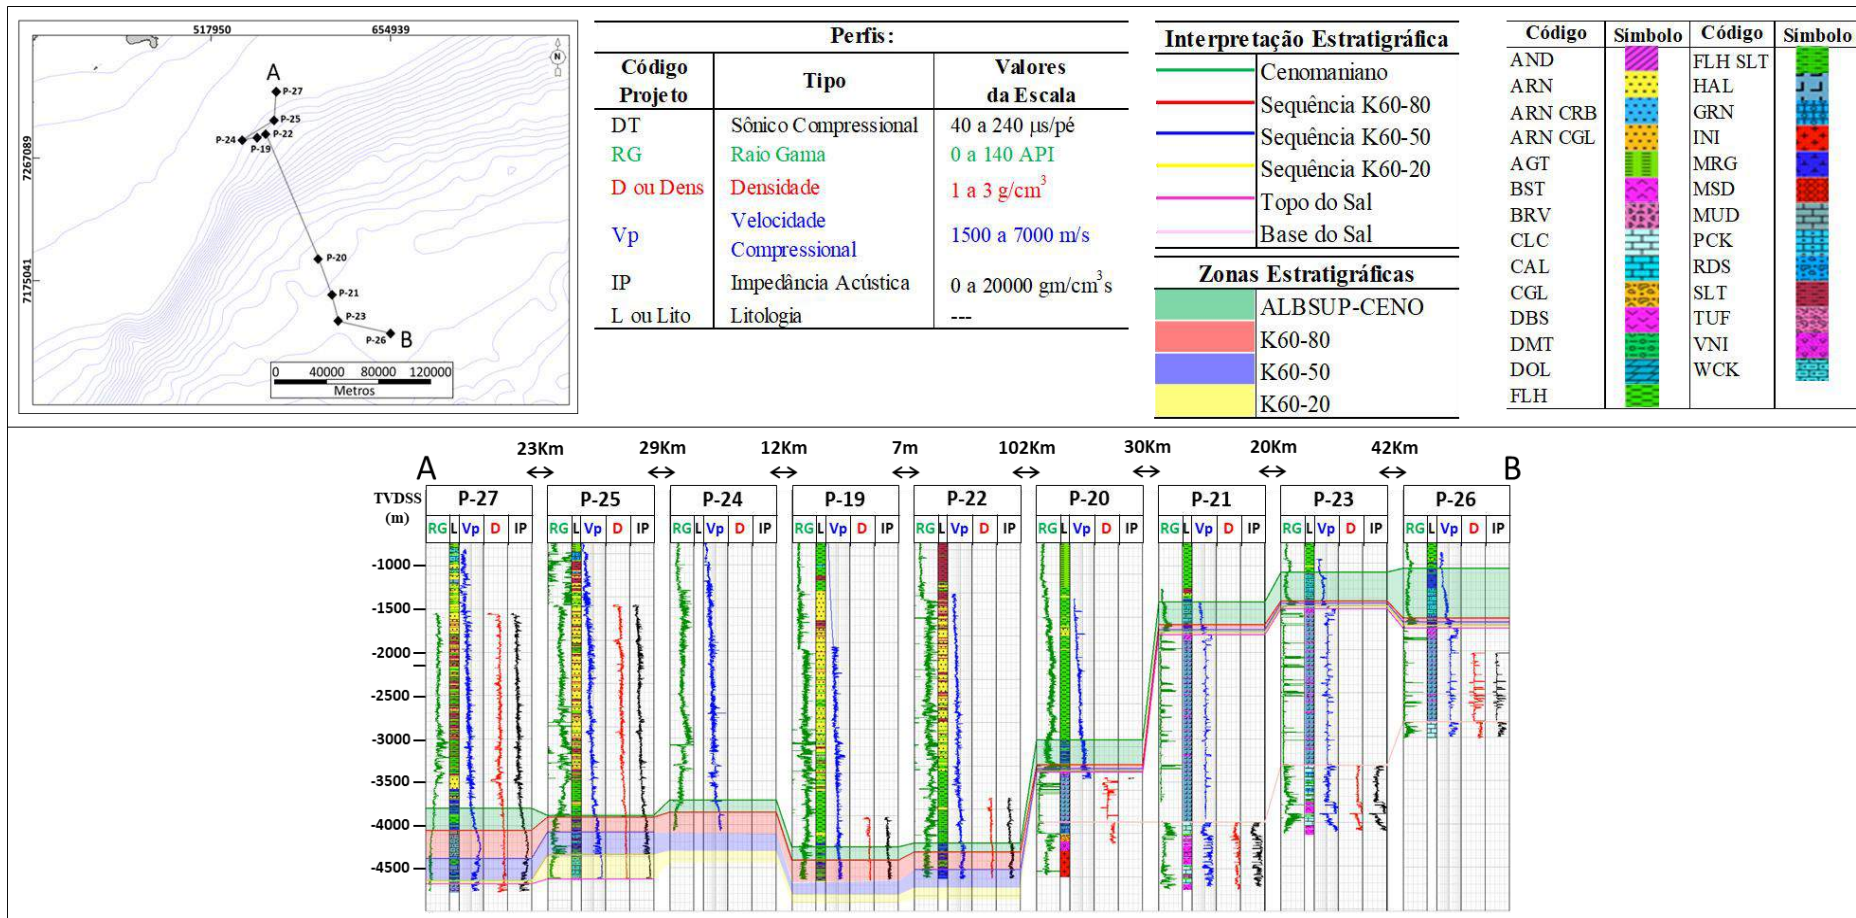 517950 654939
7267089
7175041
A
P-27
P-25
P-22
P-24
P-19
P-20
P-21
P-23
P-26
B
N
0 40000 80000 120000
Metros
Perfis:
Código Projeto Tipo Valores da Escala
DT Sônico Compressional 40 a 240 µs/pé
RG Raio Gama 0 a 140 API
D ou Dens Densidade 1 a 3 g/cm³
Vp Velocidade Compressional 1500 a 7000 m/s
IP Impedância Acústica 0 a 20000 gm/cm³s
L ou Lito Litologia ---
Interpretação Estratigráfica
Cenomaniano
Sequência K60-80
Sequência K60-50
Sequência K60-20
Topo do Sal
Base do Sal
Zonas Estratigráficas
ALBSUP-CENO
K60-80
K60-50
K60-20
Código Símbolo Código Símbolo
AND FLH SLT
ARN HAL
ARN CRB GRN
ARN CGL INI
AGT MRG
BST MSD
BRV MUD
CLC PCK
CAL RDS
CGL SLT
DBS TUF
DMT VNI
DOL WCK
FLH
23Km 29Km 12Km 7m 102Km 30Km 20Km 42Km
A B
TVDSS (m)
P-27 P-25 P-24 P-19 P-22 P-20 P-21 P-23 P-26
RG L Vp D IP RG L Vp D IP RG L Vp D IP RG L Vp D IP RG L Vp D IP RG L Vp D IP RG L Vp D IP RG L Vp D IP RG L Vp D IP
-1000
-1500
-2000
-2500
-3000
-3500
-4000
-4500